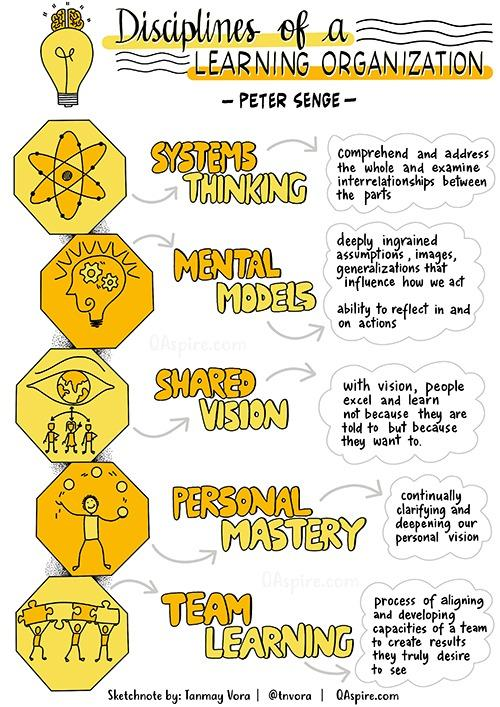 Disciplines of a
LEARNING ORGANIZATION
- PETER SENGE -
SYSTEMS
THINKING
Comprehend and address
the whole and examine
interrelationships between
the parts
MENTAL
MODELS
deeply ingrained
assumptions, images,
generalizations that
influence how we act
ability to reflect in and
on actions
QAspire.com
SHARED
VISION
with vision, people
excel and learn
not because they are
told to but because
they want to.
PERSONAL
MASTERY
continually
clarifying and
deepening our
personal vision
QAspire.com
TEAM
LEARNING
process of aligning
and developing
capacities of a team
to create results
they truly desire
to see
Sketchnote by: Tanmay Vora | @tnvora | QAspire.com